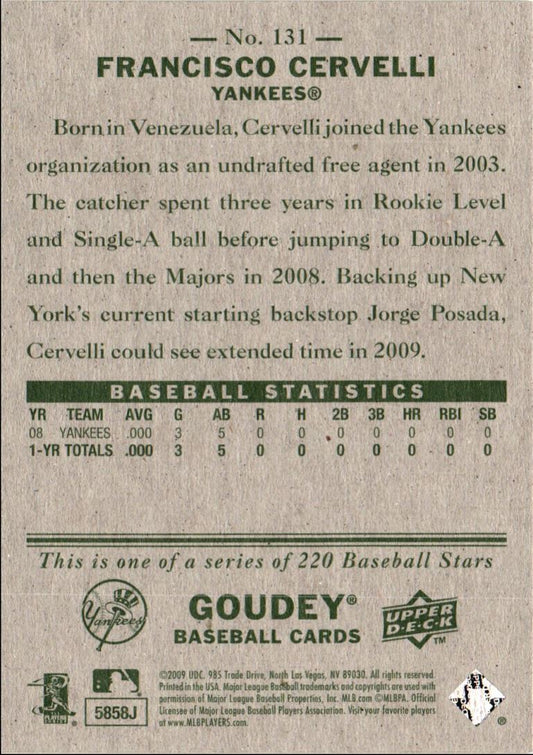 — No. 131 —
FRANCISCO CERVELLI
YANKEES®
Born in Venezuela, Cervelli joined the Yankees
organization as an undrafted free agent in 2003.
The catcher spent three years in Rookie Level
and Single-A ball before jumping to Double-A
and then the Majors in 2008. Backing up New
York's current starting backstop Jorge Posada,
Cervelli could see extended time in 2009.
BASEBALL STATISTICS
YR TEAM AVG G AB R H 2B 3B HR RBI SB
08 YANKEES .000 3 5 0 0 0 0 0 0 0
1-YR TOTALS .000 3 5 0 0 0 0 0 0 0
This is one of a series of 220 Baseball Stars
Yankees
GOUDEY®
BASEBALL CARDS
UPPER
DECK
TM
©2009 UDC. 985 Trade Drive, North Las Vegas, NV 89030. All rights reserved.
Printed in the USA. Major League Baseball trademarks and copyrights are used with
permission of Major League Baseball Properties, Inc. MLB.com ©MLBPA. Official
Licensee of Major League Baseball Players Association. Visit your favorite players
at www.MLBPLAYERS.com.
5858J